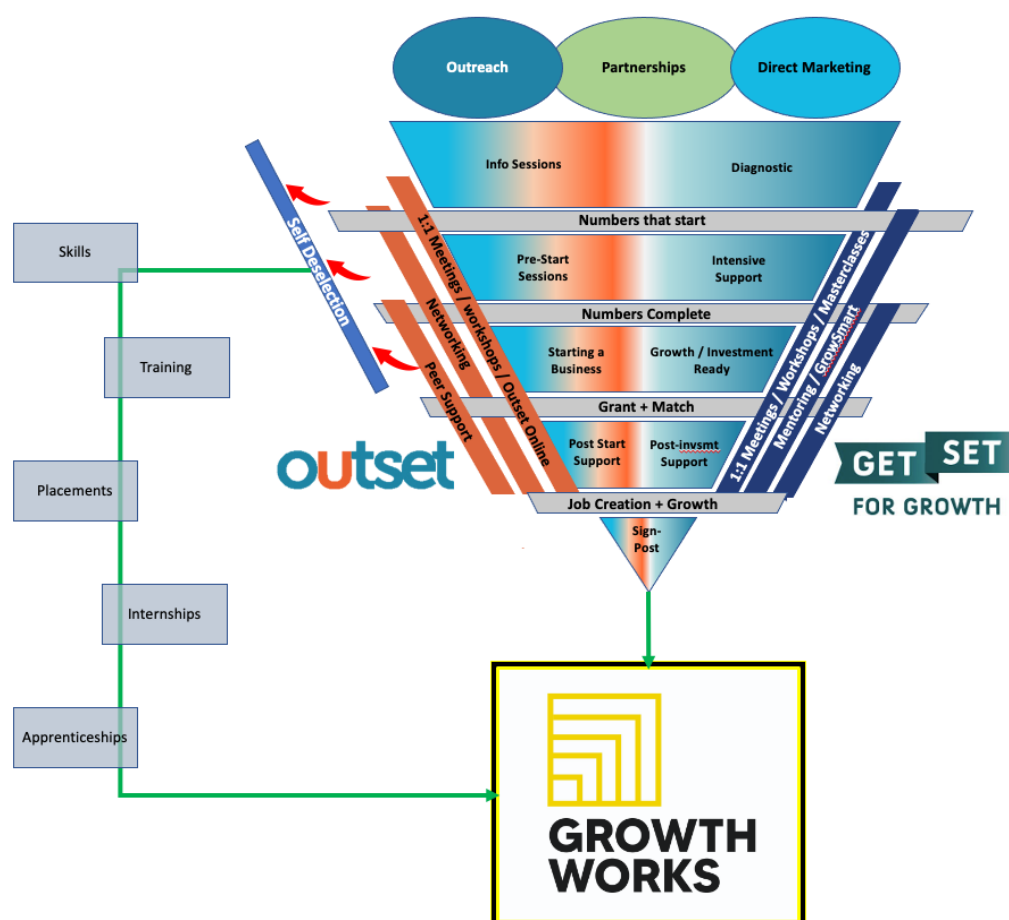 Outreach
Partnerships
Direct Marketing
Info Sessions
Diagnostic
Numbers that start
Pre-Start
Sessions
Intensive
Support
Numbers Complete
Starting a
Business
Growth / Investment
Ready
Grant + Match
Post Start
Support
Post-invsmt
Support
Job Creation + Growth
Sign-
Post
Self Deselection
1:1 Meetings / workshops / Outset Online
Networking
Peer Support
1:1 Meetings / Workshops / Masterclasses
Mentoring / GrowSmart
Networking
Skills
Training
Placements
Internships
Apprenticeships
outset
GET SET
FOR GROWTH
GROWTH
WORKS